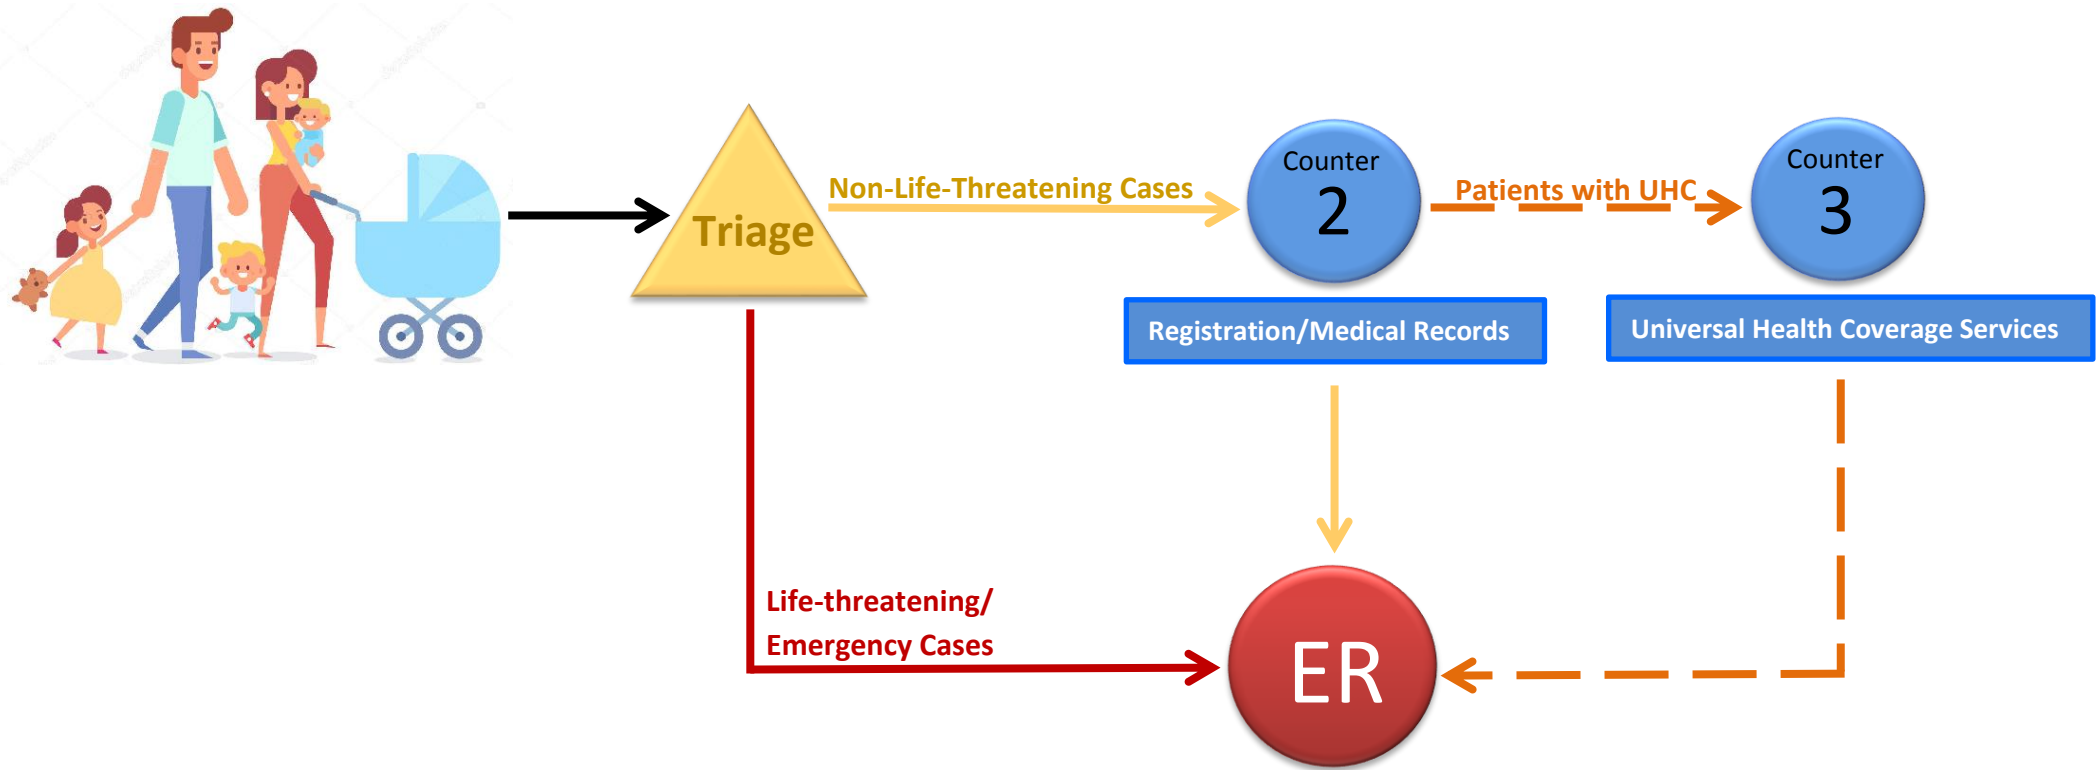 Triage
Non-Life-Threatening Cases
Counter
2
Patients with UHC
Counter
3
Registration/Medical Records
Universal Health Coverage Services
Life-threatening/
Emergency Cases
ER